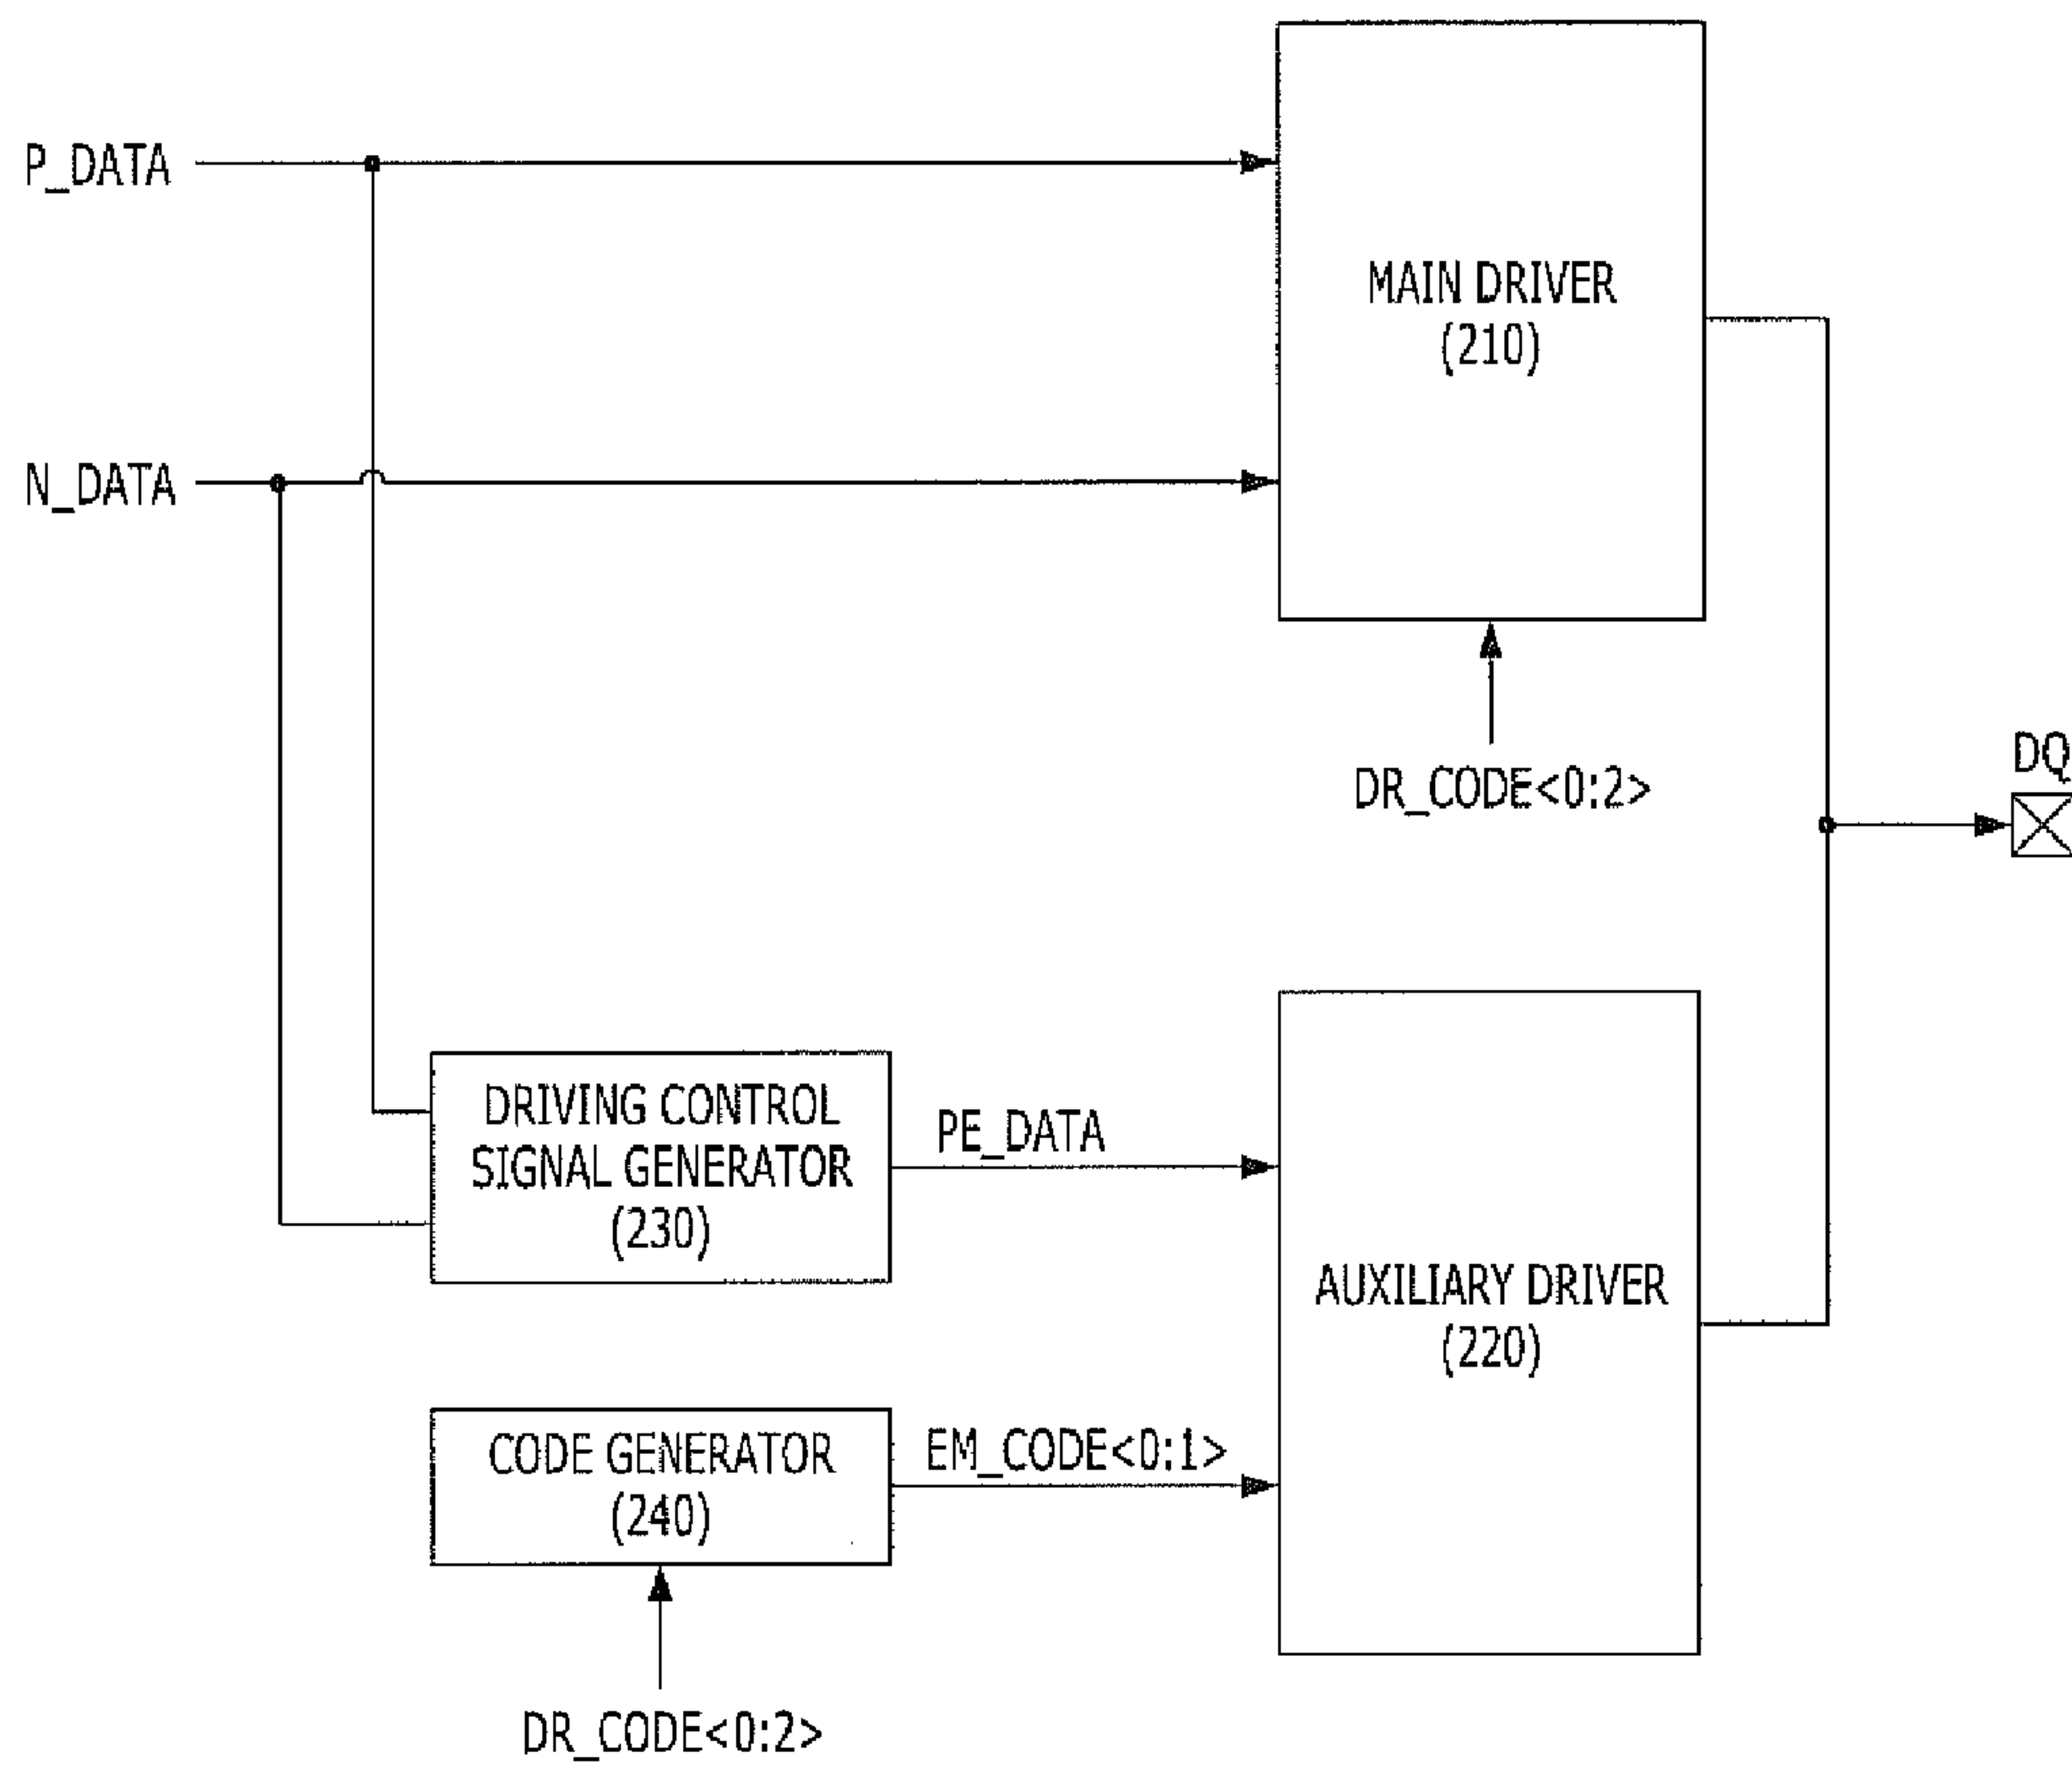 P_DATA
MAIN DRIVER
(210)
N_DATA
DR_CODE<0:2>
DQ
DRIVING CONTROL
SIGNAL GENERATOR
(230)
PE_DATA
AUXILIARY DRIVER
(220)
CODE GENERATOR
(240)
EM_CODE<0:1>
DR_CODE<0:2>